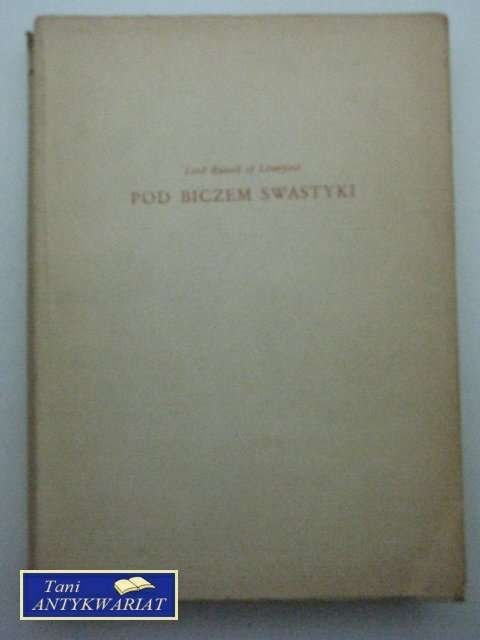 Lord Russell of Liverpool
POD BICZEM SWASTYKI
Tani
ANTYKWARIAT